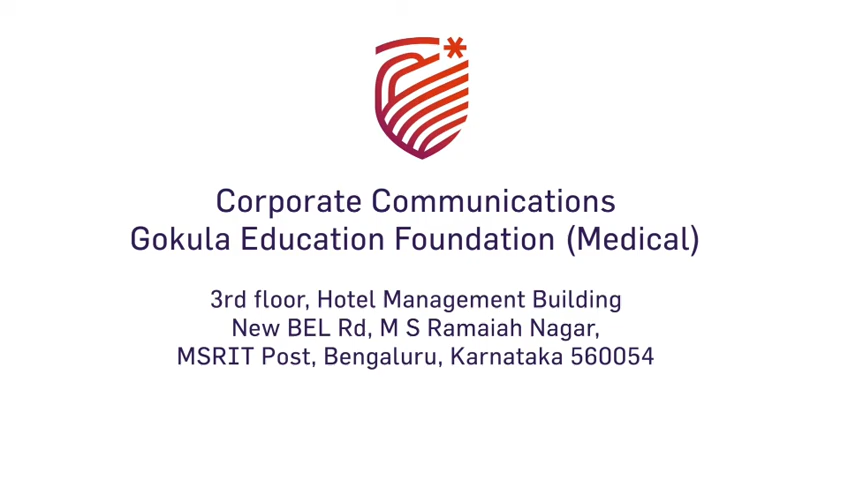 Corporate Communications
Gokula Education Foundation (Medical)
3rd floor, Hotel Management Building
New BEL Rd, M S Ramaiah Nagar,
MSRIT Post, Bengaluru, Karnataka 560054